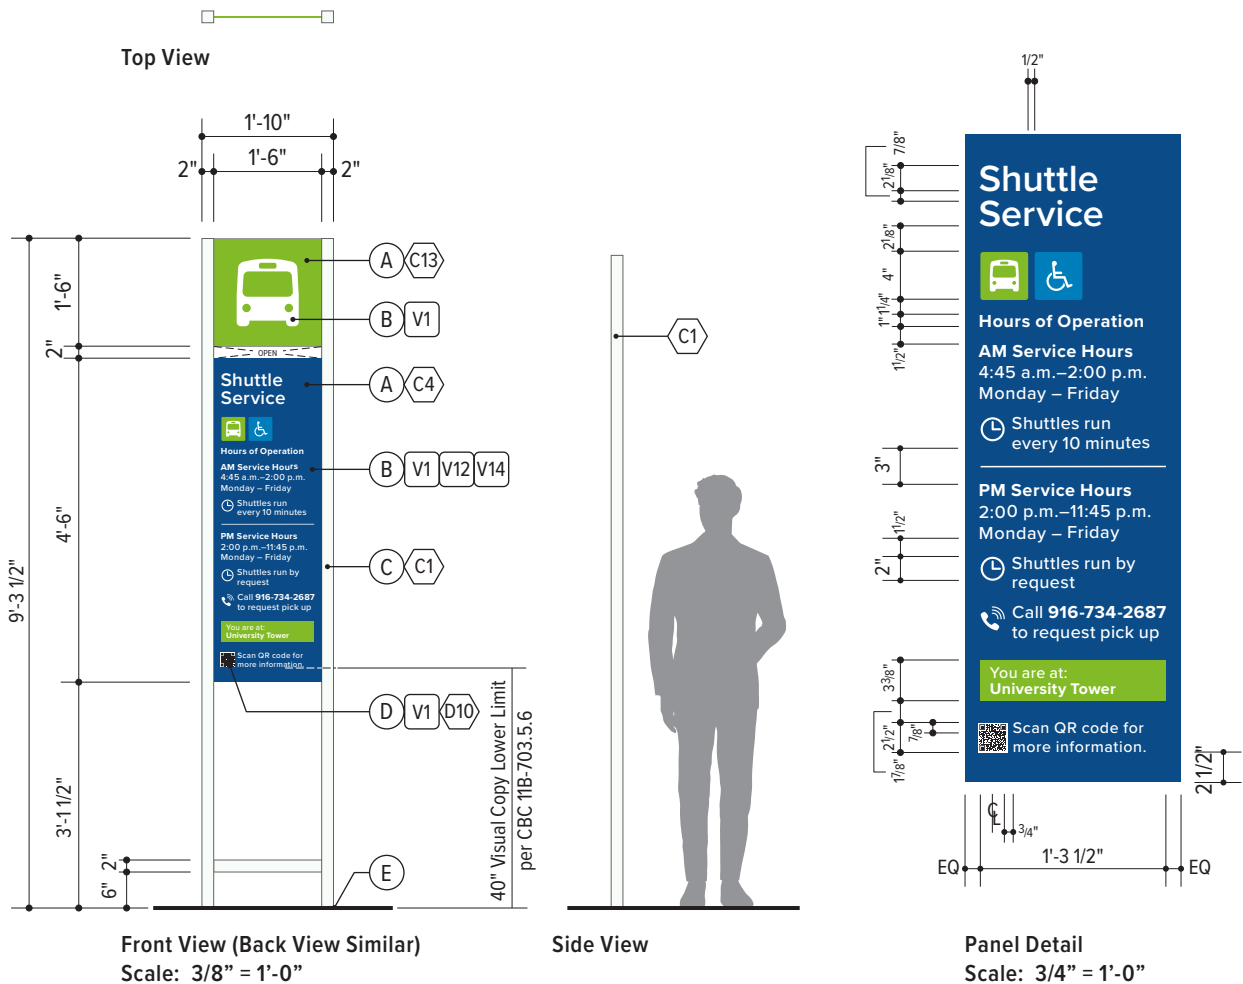 Top View
1'-10"
2"
1'-6"
2"
1'-6"
2"
4'-6"
9'-3 1/2"
3'-1 1/2"
2"
6"
OPEN
Shuttle
Service
Hours of Operation
AM Service Hours
4:45 a.m.–2:00 p.m.
Monday – Friday
Shuttles run
every 10 minutes
PM Service Hours
2:00 p.m.–11:45 p.m.
Monday – Friday
Shuttles run by
request
Call 916-734-2687
to request pick up
You are at:
University Tower
Scan QR code for
more information.
A C13
B V1
A C4
B V1 V12 V14
C C1
D V1 D10
E
40" Visual Copy Lower Limit
per CBC 11B-703.5.6
Front View (Back View Similar)
Scale: 3/8” = 1'-0”
C1
Side View
1/2"
7/8"
2 1/8"
2 1/8"
4"
1 1/4"
1"
1 1/2"
3"
1 1/2"
2"
3 3/8"
2 1/2"
7/8"
1 7/8"
Shuttle
Service
Hours of Operation
AM Service Hours
4:45 a.m.–2:00 p.m.
Monday – Friday
Shuttles run
every 10 minutes
PM Service Hours
2:00 p.m.–11:45 p.m.
Monday – Friday
Shuttles run by
request
Call 916-734-2687
to request pick up
You are at:
University Tower
Scan QR code for
more information.
2 1/2"
CL
3/4"
EQ
1'-3 1/2"
EQ
Panel Detail
Scale: 3/4” = 1'-0”